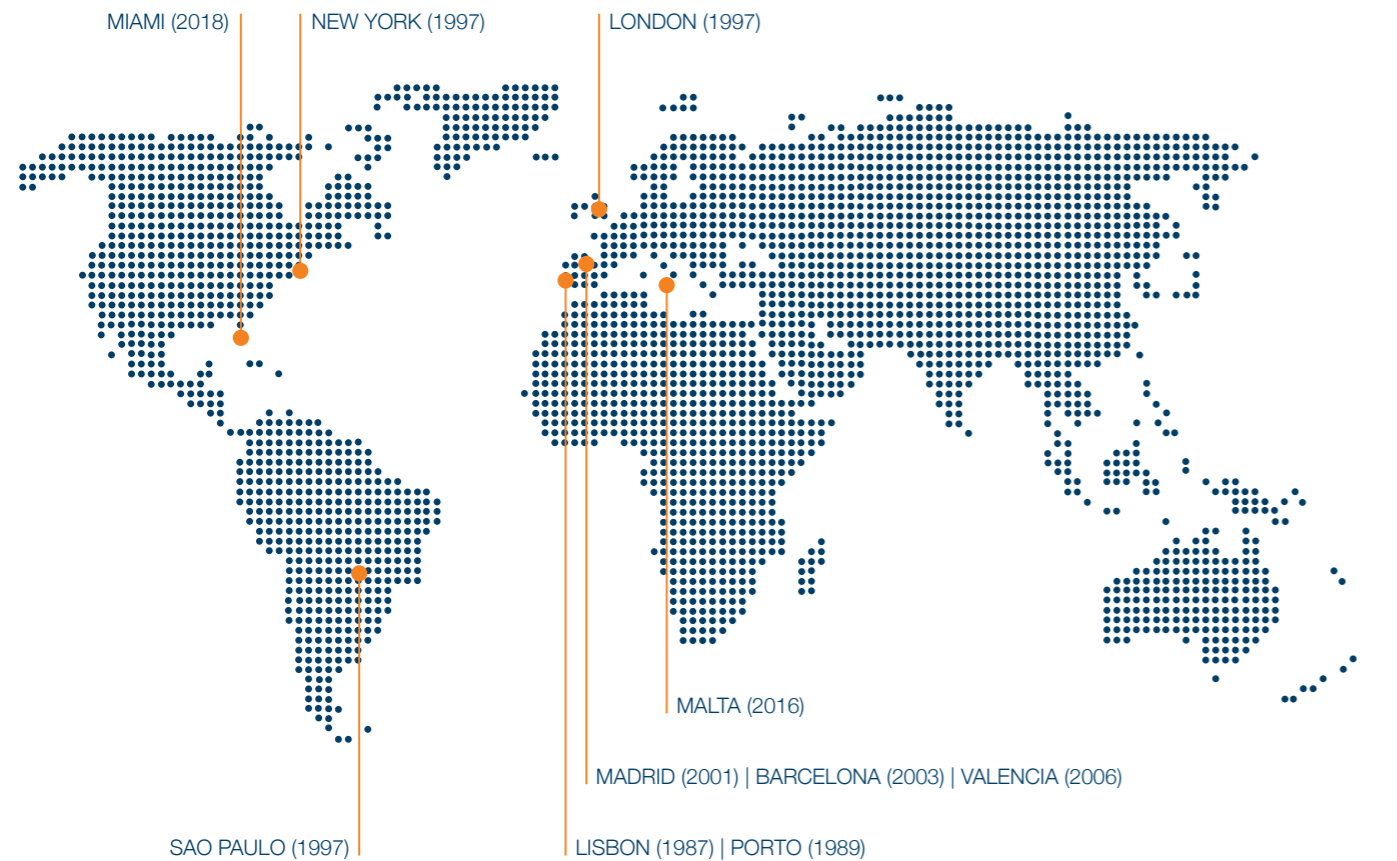 MIAMI (2018)
NEW YORK (1997)
LONDON (1997)
MALTA (2016)
MADRID (2001) | BARCELONA (2003) | VALENCIA (2006)
SAO PAULO (1997)
LISBON (1987) | PORTO (1989)